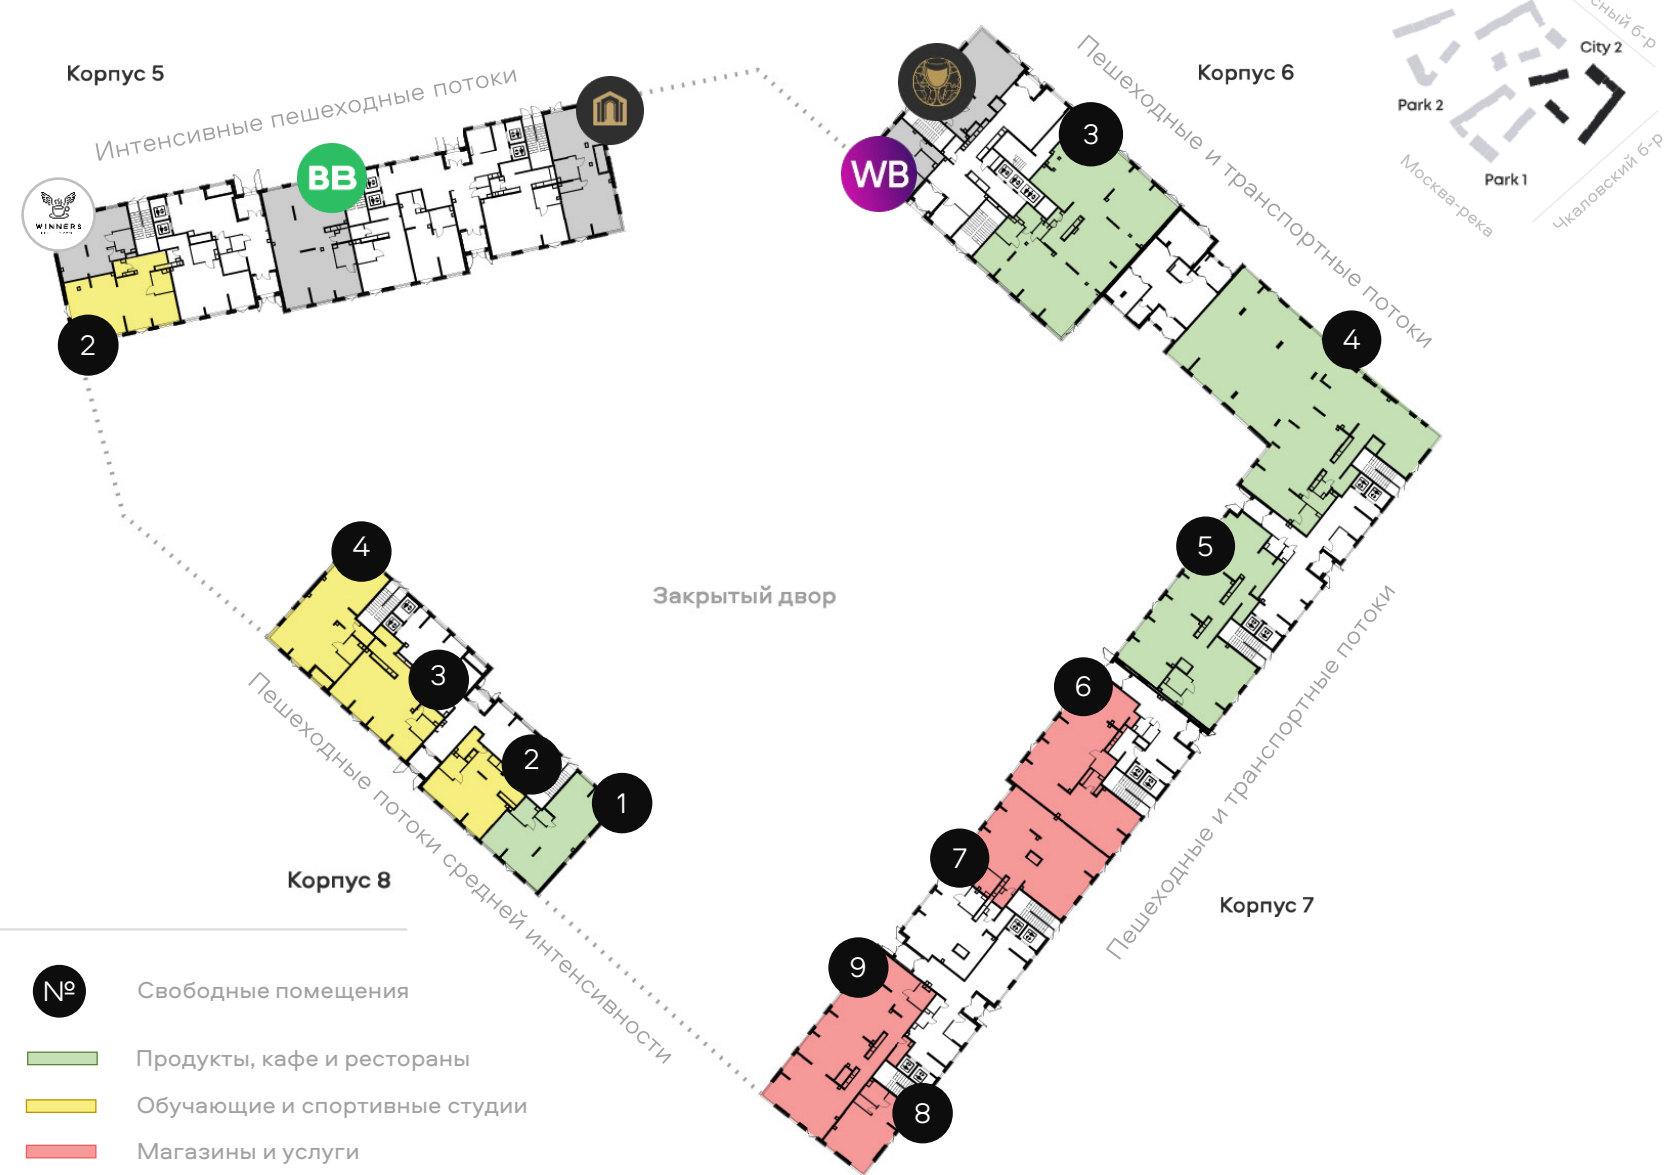 Корпус 5
Интенсивные пешеходные потоки
WINNERS
BB
2
WB
3
Корпус 6
Пешеходные и транспортные потоки
4
City 2
Park 2
Park 1
Москва-река
Чкаловский б-р
сный б-р
5
6
7
9
8
Пешеходные и транспортные потоки
Корпус 7
Закрытый двор
4
3
2
1
Пешеходные потоки средней интенсивности
Корпус 8
№ Свободные помещения
Продукты, кафе и рестораны
Обучающие и спортивные студии
Магазины и услуги